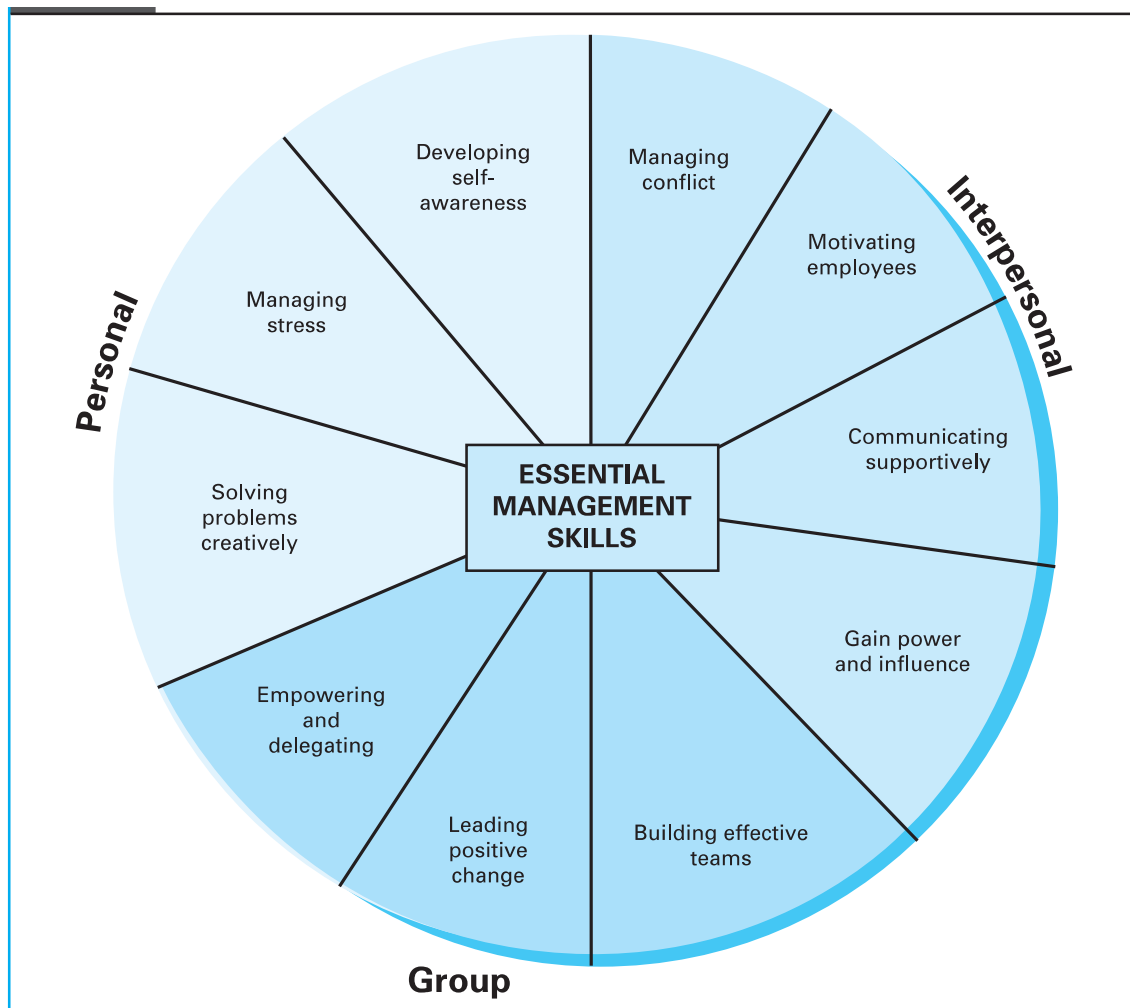 Developing
self-
awareness
Managing
conflict
Motivating
employees
Interpersonal
Managing
stress
Personal
Communicating
supportively
ESSENTIAL
MANAGEMENT
SKILLS
Solving
problems
creatively
Gain power
and influence
Empowering
and
delegating
Leading
positive
change
Building effective
teams
Group